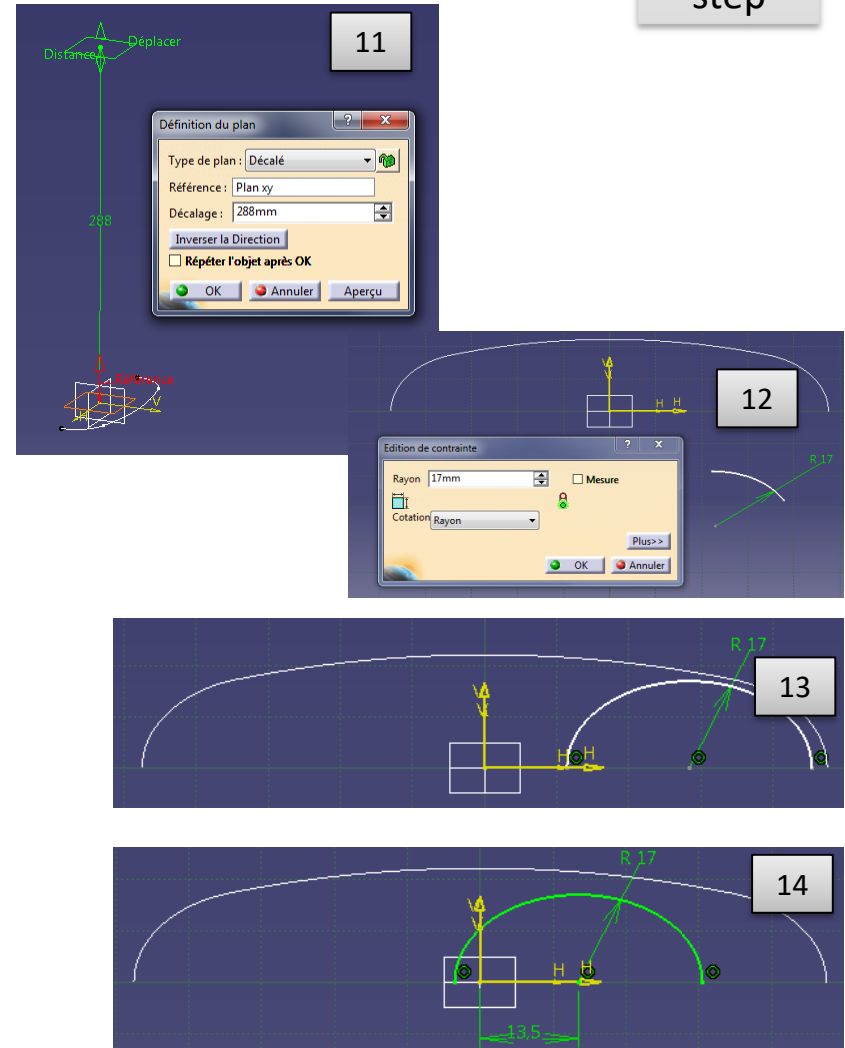 step
11
Déplacer
Distance
Définition du plan
Type de plan : Décalé
Référence : Plan xy
Décalage : 288mm
Inverser la Direction
Répéter l'objet après OK
OK Annuler Aperçu
288
H V
12
H H
V
Edition de contrainte
Rayon 17mm Mesure
Cotation Rayon
Plus>>
OK Annuler
R 17
13
R 17
V
H H
14
R 17
V
H H
13,5